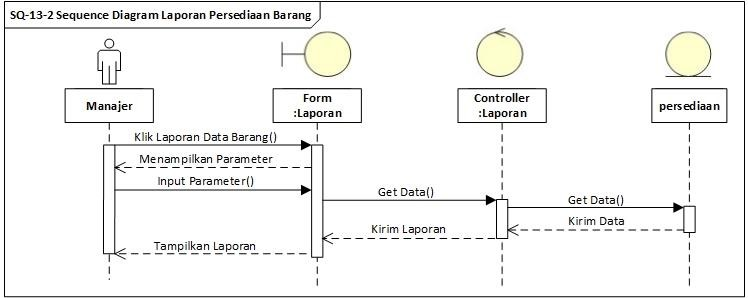 SQ-13-2 Sequence Diagram Laporan Persediaan Barang
Manajer
Form
:Laporan
Controller
:Laporan
persediaan
Klik Laporan Data Barang()
Menampilkan Parameter
Input Parameter()
Get Data()
Get Data()
Kirim Data
Kirim Laporan
Tampilkan Laporan